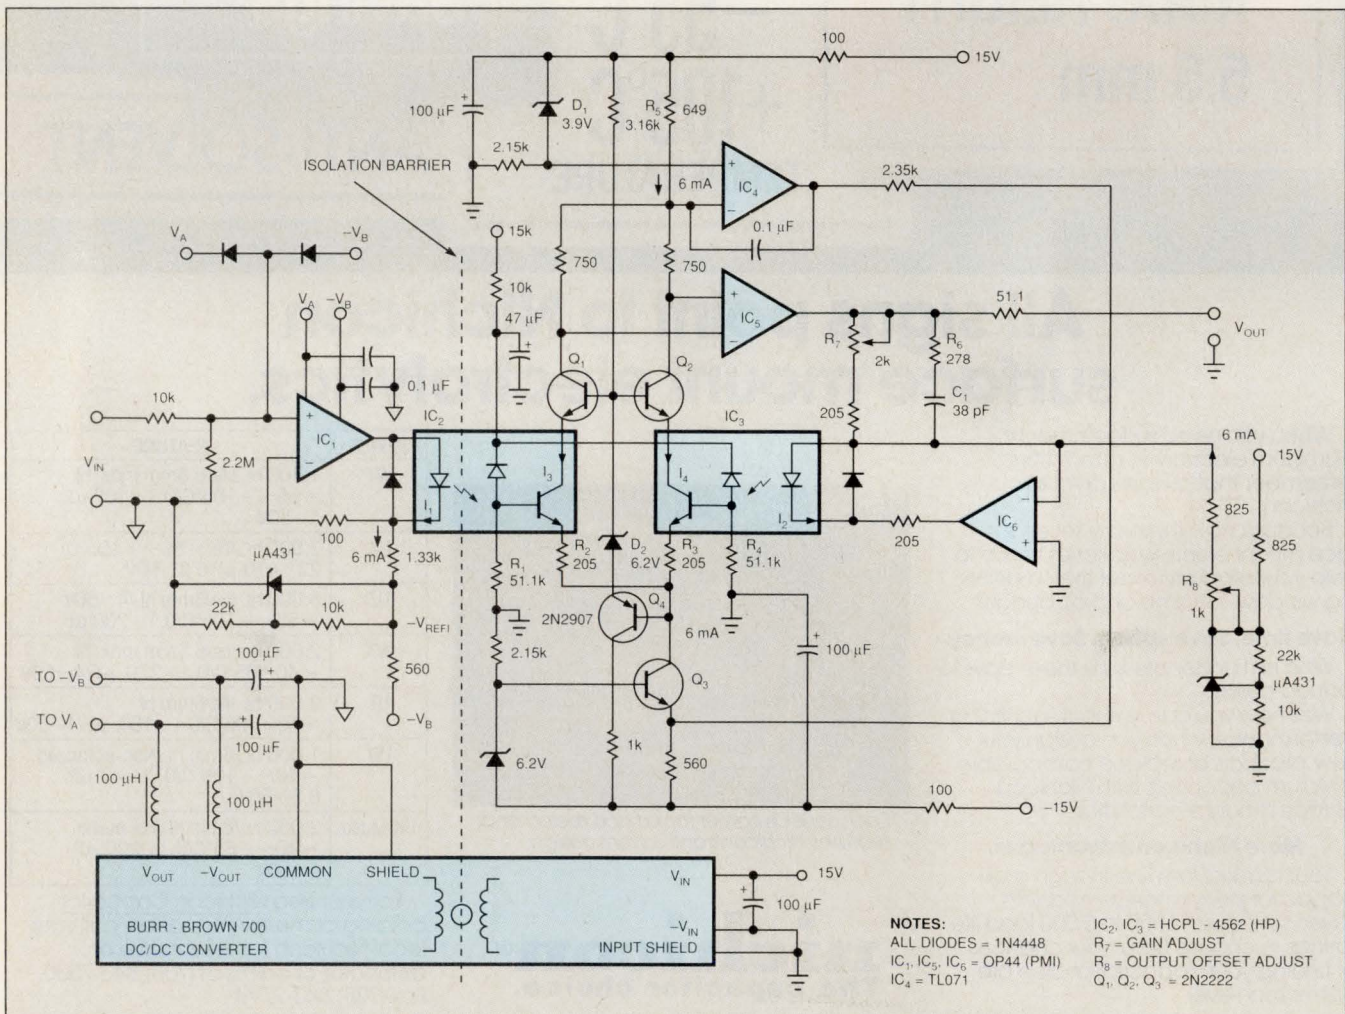 100
15V
100 µF
+
D1
3.9V
3.16k
R5
649
2.15k
ISOLATION BARRIER
6 mA
+
−
IC4
2.35k
0.1 µF
VA
−VB
15k
750
750
10k
+
−
IC5
51.1
VOUT
VA
−VB
47 µF
+
R7
2k
R6
278
0.1 µF
Q1
Q2
C1
38 pF
10k
+
−
IC1
IC2
IC3
205
6 mA
15V
VIN
2.2M
I1
I3
I4
I2
−
+
IC6
825
825
100
6 mA
1.33k
205
µA431
R1
51.1k
R2
205
D2
6.2V
R3
205
R4
51.1k
R8
1k
22k
10k
−VREFI
2N2907
Q4
6 mA
22k
µA431
100 µF
+
560
2.15k
Q3
100 µF
+
10k
TO −VB
TO VA
+
100 µF
−VB
6.2V
1k
560
100 µH
100 µH
100
−15V
VOUT
−VOUT
COMMON
SHIELD
VIN
15V
+
100 µF
−VIN
INPUT SHIELD
BURR - BROWN 700
DC/DC CONVERTER
NOTES:
ALL DIODES = 1N4448
IC1, IC5, IC6 = OP44 (PMI)
IC4 = TL071
IC2, IC3 = HCPL - 4562 (HP)
R7 = GAIN ADJUST
R8 = OUTPUT OFFSET ADJUST
Q1, Q2, Q3 = 2N2222